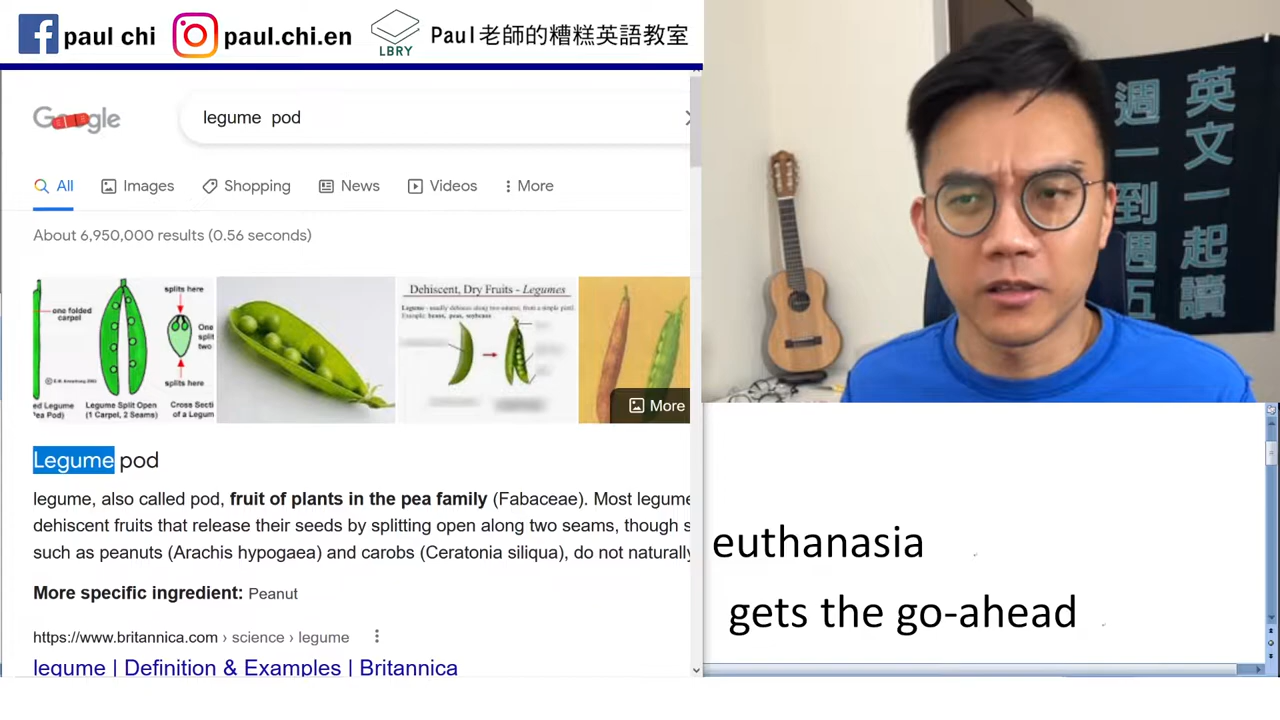 paul chi
paul.chi.en
LBRY
Paul老師的糟糕英語教室
Google
legume pod
All
Images
Shopping
News
Videos
More
About 6,950,000 results (0.56 seconds)
one folded
carpel
splits here
One
split
two
splits here
ed Legume
Pea Pod)
Legume Split Open
(1 Carpel, 2 Seams)
Cross Secti
of a Legum
Dehiscent, Dry Fruits - Legumes
More
Legume pod
legume, also called pod, fruit of plants in the pea family (Fabaceae). Most legume
dehiscent fruits that release their seeds by splitting open along two seams, though s
such as peanuts (Arachis hypogaea) and carobs (Ceratonia siliqua), do not naturally
More specific ingredient: Peanut
https://www.britannica.com › science › legume
legume | Definition & Examples | Britannica
英文一起讀
週一到週五
euthanasia
gets the go-ahead